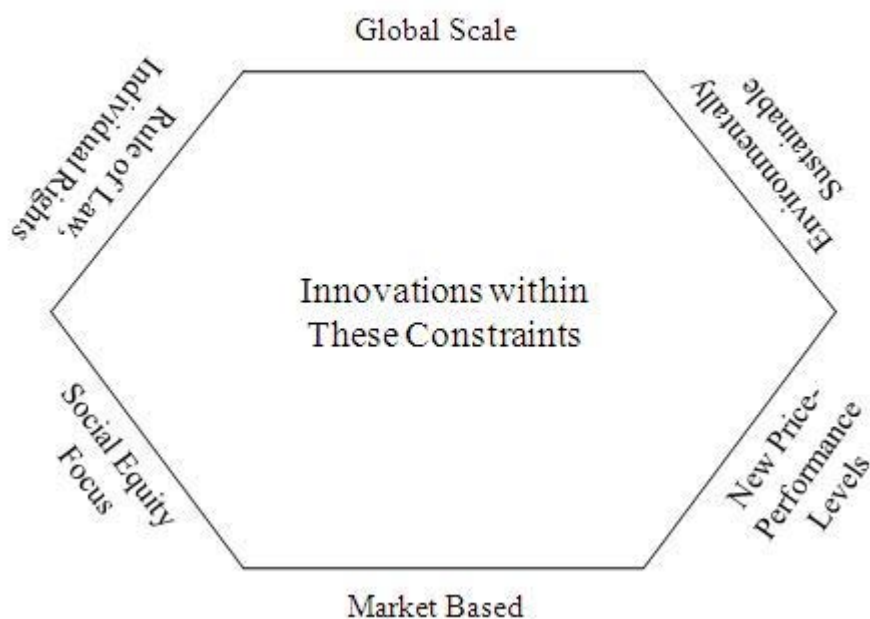 Global Scale
Rule of Law,
Individual Rights
Environmentally
Sustainable
Innovations within
These Constraints
Social Equity
Focus
New Price-
Performance
Levels
Market Based